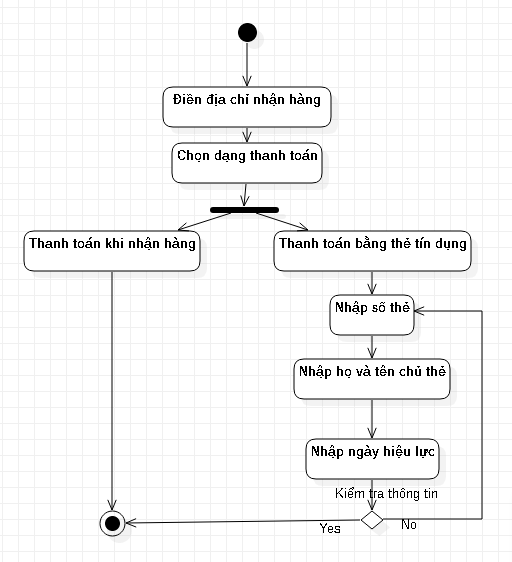 Điền địa chỉ nhận hàng
Chọn dạng thanh toán
Thanh toán khi nhận hàng
Thanh toán bằng thẻ tín dụng
Nhập số thẻ
Nhập họ và tên chủ thẻ
Nhập ngày hiệu lực
Kiểm tra thông tin
Yes
No